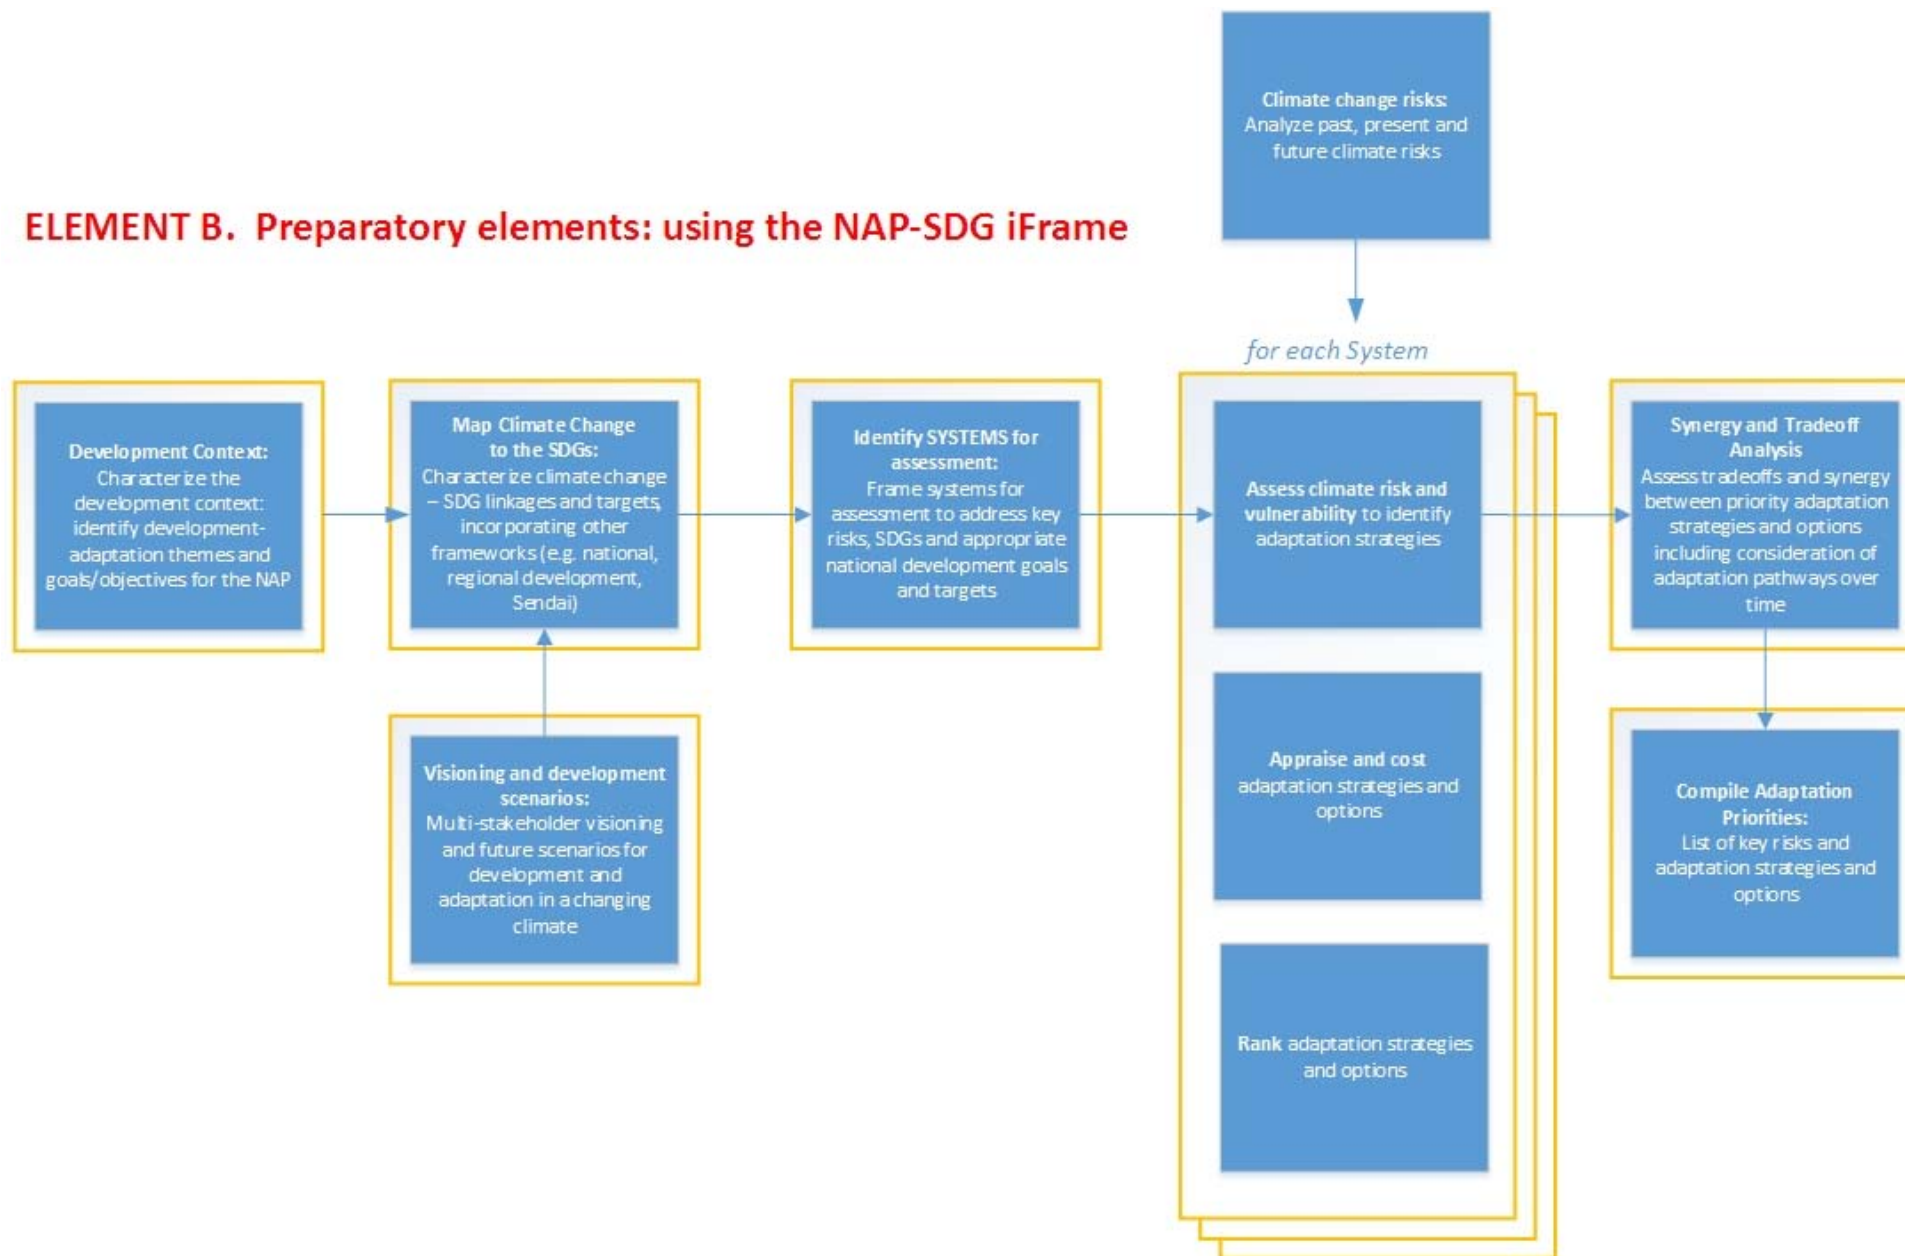 Climate change risks:
Analyze past, present and
future climate risks
ELEMENT B.  Preparatory elements: using the NAP-SDG iFrame
for each System
Development Context:
Characterize the
development context:
identify development-
adaptation themes and
goals/objectives for the NAP
Map Climate Change
to the SDGs:
Characterize climate change
– SDG linkages and targets,
incorporating other
frameworks (e.g. national,
regional development,
Sendai)
Identify SYSTEMS for
assessment:
Frame systems for
assessment to address key
risks, SDGs and appropriate
national development goals
and targets
Assess climate risk and
vulnerability to identify
adaptation strategies
Synergy and Tradeoff
Analysis
Assess tradeoffs and synergy
between priority adaptation
strategies and options
including consideration of
adaptation pathways over
time
Visioning and development
scenarios:
Multi-stakeholder visioning
and future scenarios for
development and
adaptation in a changing
climate
Appraise and cost
adaptation strategies and
options
Compile Adaptation
Priorities:
List of key risks and
adaptation strategies and
options
Rank adaptation strategies
and options